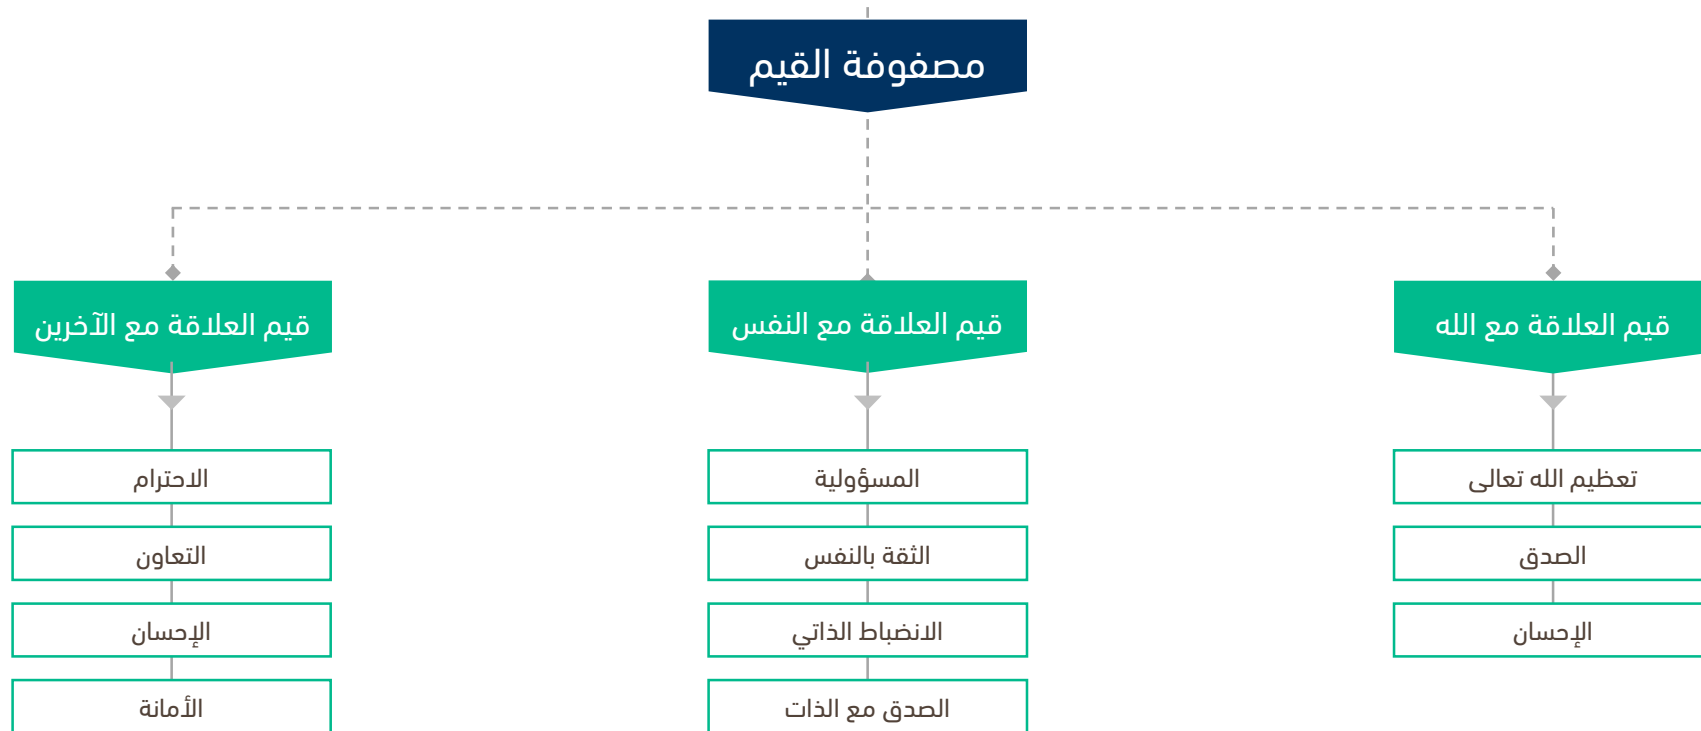 مصفوفة القيم
قيم العلاقة مع الله
تعظيم الله تعالى
الصدق
الإحسان
قيم العلاقة مع النفس
المسؤولية
الثقة بالنفس
الانضباط الذاتي
الصدق مع الذات
قيم العلاقة مع الآخرين
الاحترام
التعاون
الإحسان
الأمانة